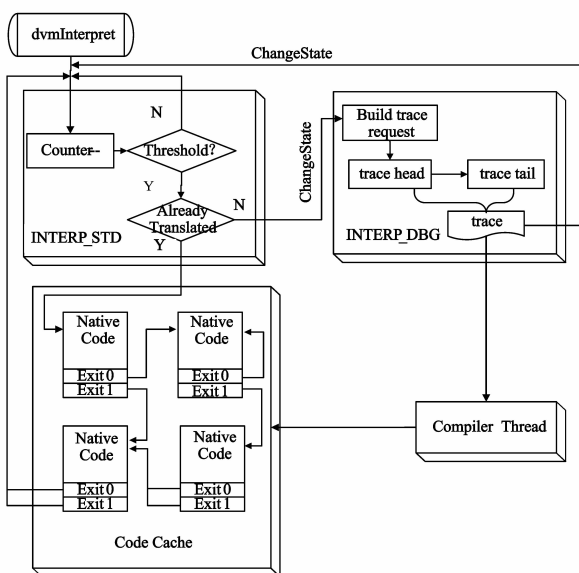 dvmInterpret
ChangeState
N
Counter--
Threshold?
Y
N
Already
Translated
Y
INTERP_STD
ChangeState
Build trace
request
trace head
trace tail
trace
INTERP_DBG
Native
Code
Exit 0
Exit 1
Native
Code
Exit 0
Exit 1
Native
Code
Exit 0
Exit 1
Native
Code
Exit 0
Exit 1
Code Cache
Compiler Thread